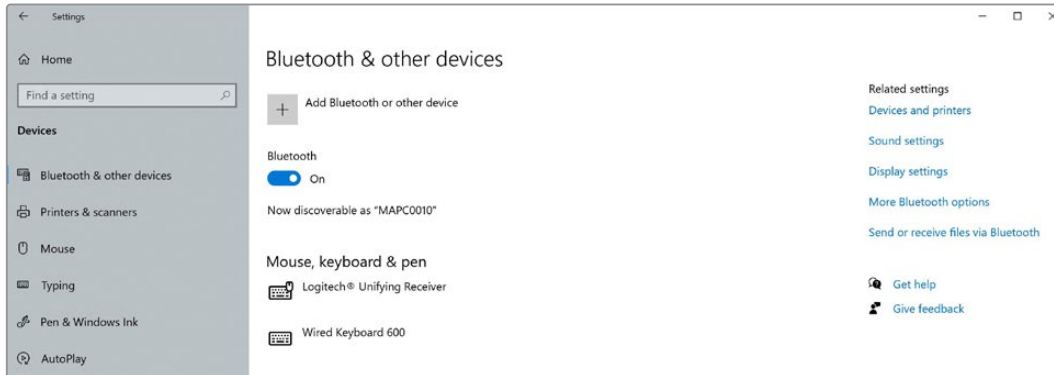 Settings
Home
Find a setting
Devices
Bluetooth & other devices
Printers & scanners
Mouse
Typing
Pen & Windows Ink
AutoPlay
Bluetooth & other devices
Add Bluetooth or other device
Bluetooth
On
Now discoverable as "MAPC0010"
Mouse, keyboard & pen
Logitech® Unifying Receiver
Wired Keyboard 600
Related settings
Devices and printers
Sound settings
Display settings
More Bluetooth options
Send or receive files via Bluetooth
Get help
Give feedback